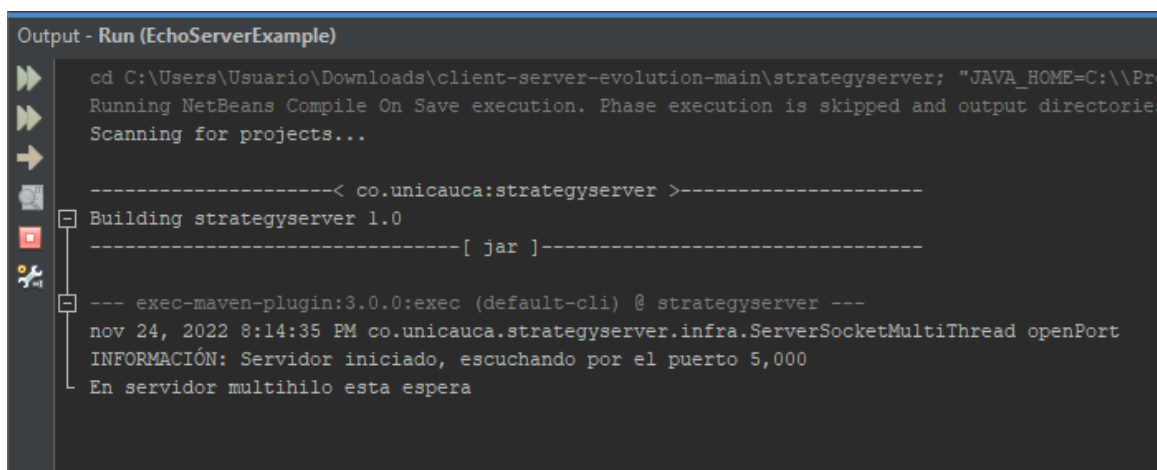 Output - Run (EchoServerExample)
cd C:\Users\Usuario\Downloads\client-server-evolution-main\strategyserver; "JAVA_HOME=C:\\Pr
Running NetBeans Compile On Save execution. Phase execution is skipped and output directorie
Scanning for projects...
---------------------< co.unicauca:strategyserver >---------------------
Building strategyserver 1.0
--------------------------------[ jar ]---------------------------------
--- exec-maven-plugin:3.0.0:exec (default-cli) @ strategyserver ---
nov 24, 2022 8:14:35 PM co.unicauca.strategyserver.infra.ServerSocketMultiThread openPort
INFORMACIÓN: Servidor iniciado, escuchando por el puerto 5,000
En servidor multihilo esta espera